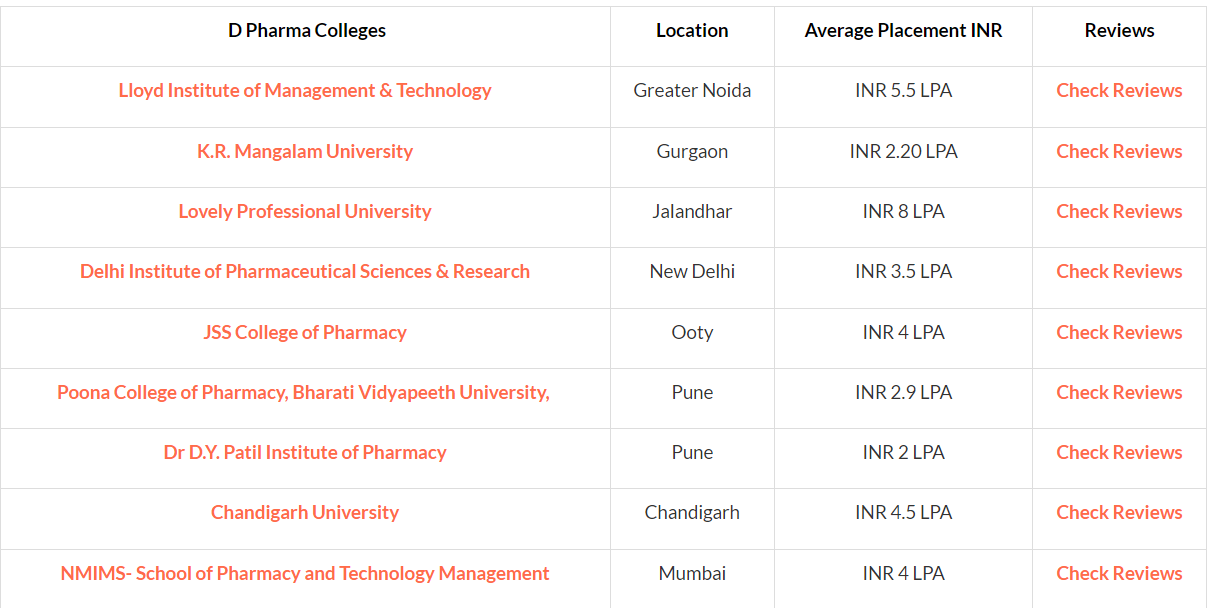 D Pharma Colleges Location Average Placement INR Reviews
Lloyd Institute of Management & Technology Greater Noida INR 5.5 LPA Check Reviews
K.R. Mangalam University Gurgaon INR 2.20 LPA Check Reviews
Lovely Professional University Jalandhar INR 8 LPA Check Reviews
Delhi Institute of Pharmaceutical Sciences & Research New Delhi INR 3.5 LPA Check Reviews
JSS College of Pharmacy Ooty INR 4 LPA Check Reviews
Poona College of Pharmacy, Bharati Vidyapeeth University, Pune INR 2.9 LPA Check Reviews
Dr D.Y. Patil Institute of Pharmacy Pune INR 2 LPA Check Reviews
Chandigarh University Chandigarh INR 4.5 LPA Check Reviews
NMIMS- School of Pharmacy and Technology Management Mumbai INR 4 LPA Check Reviews